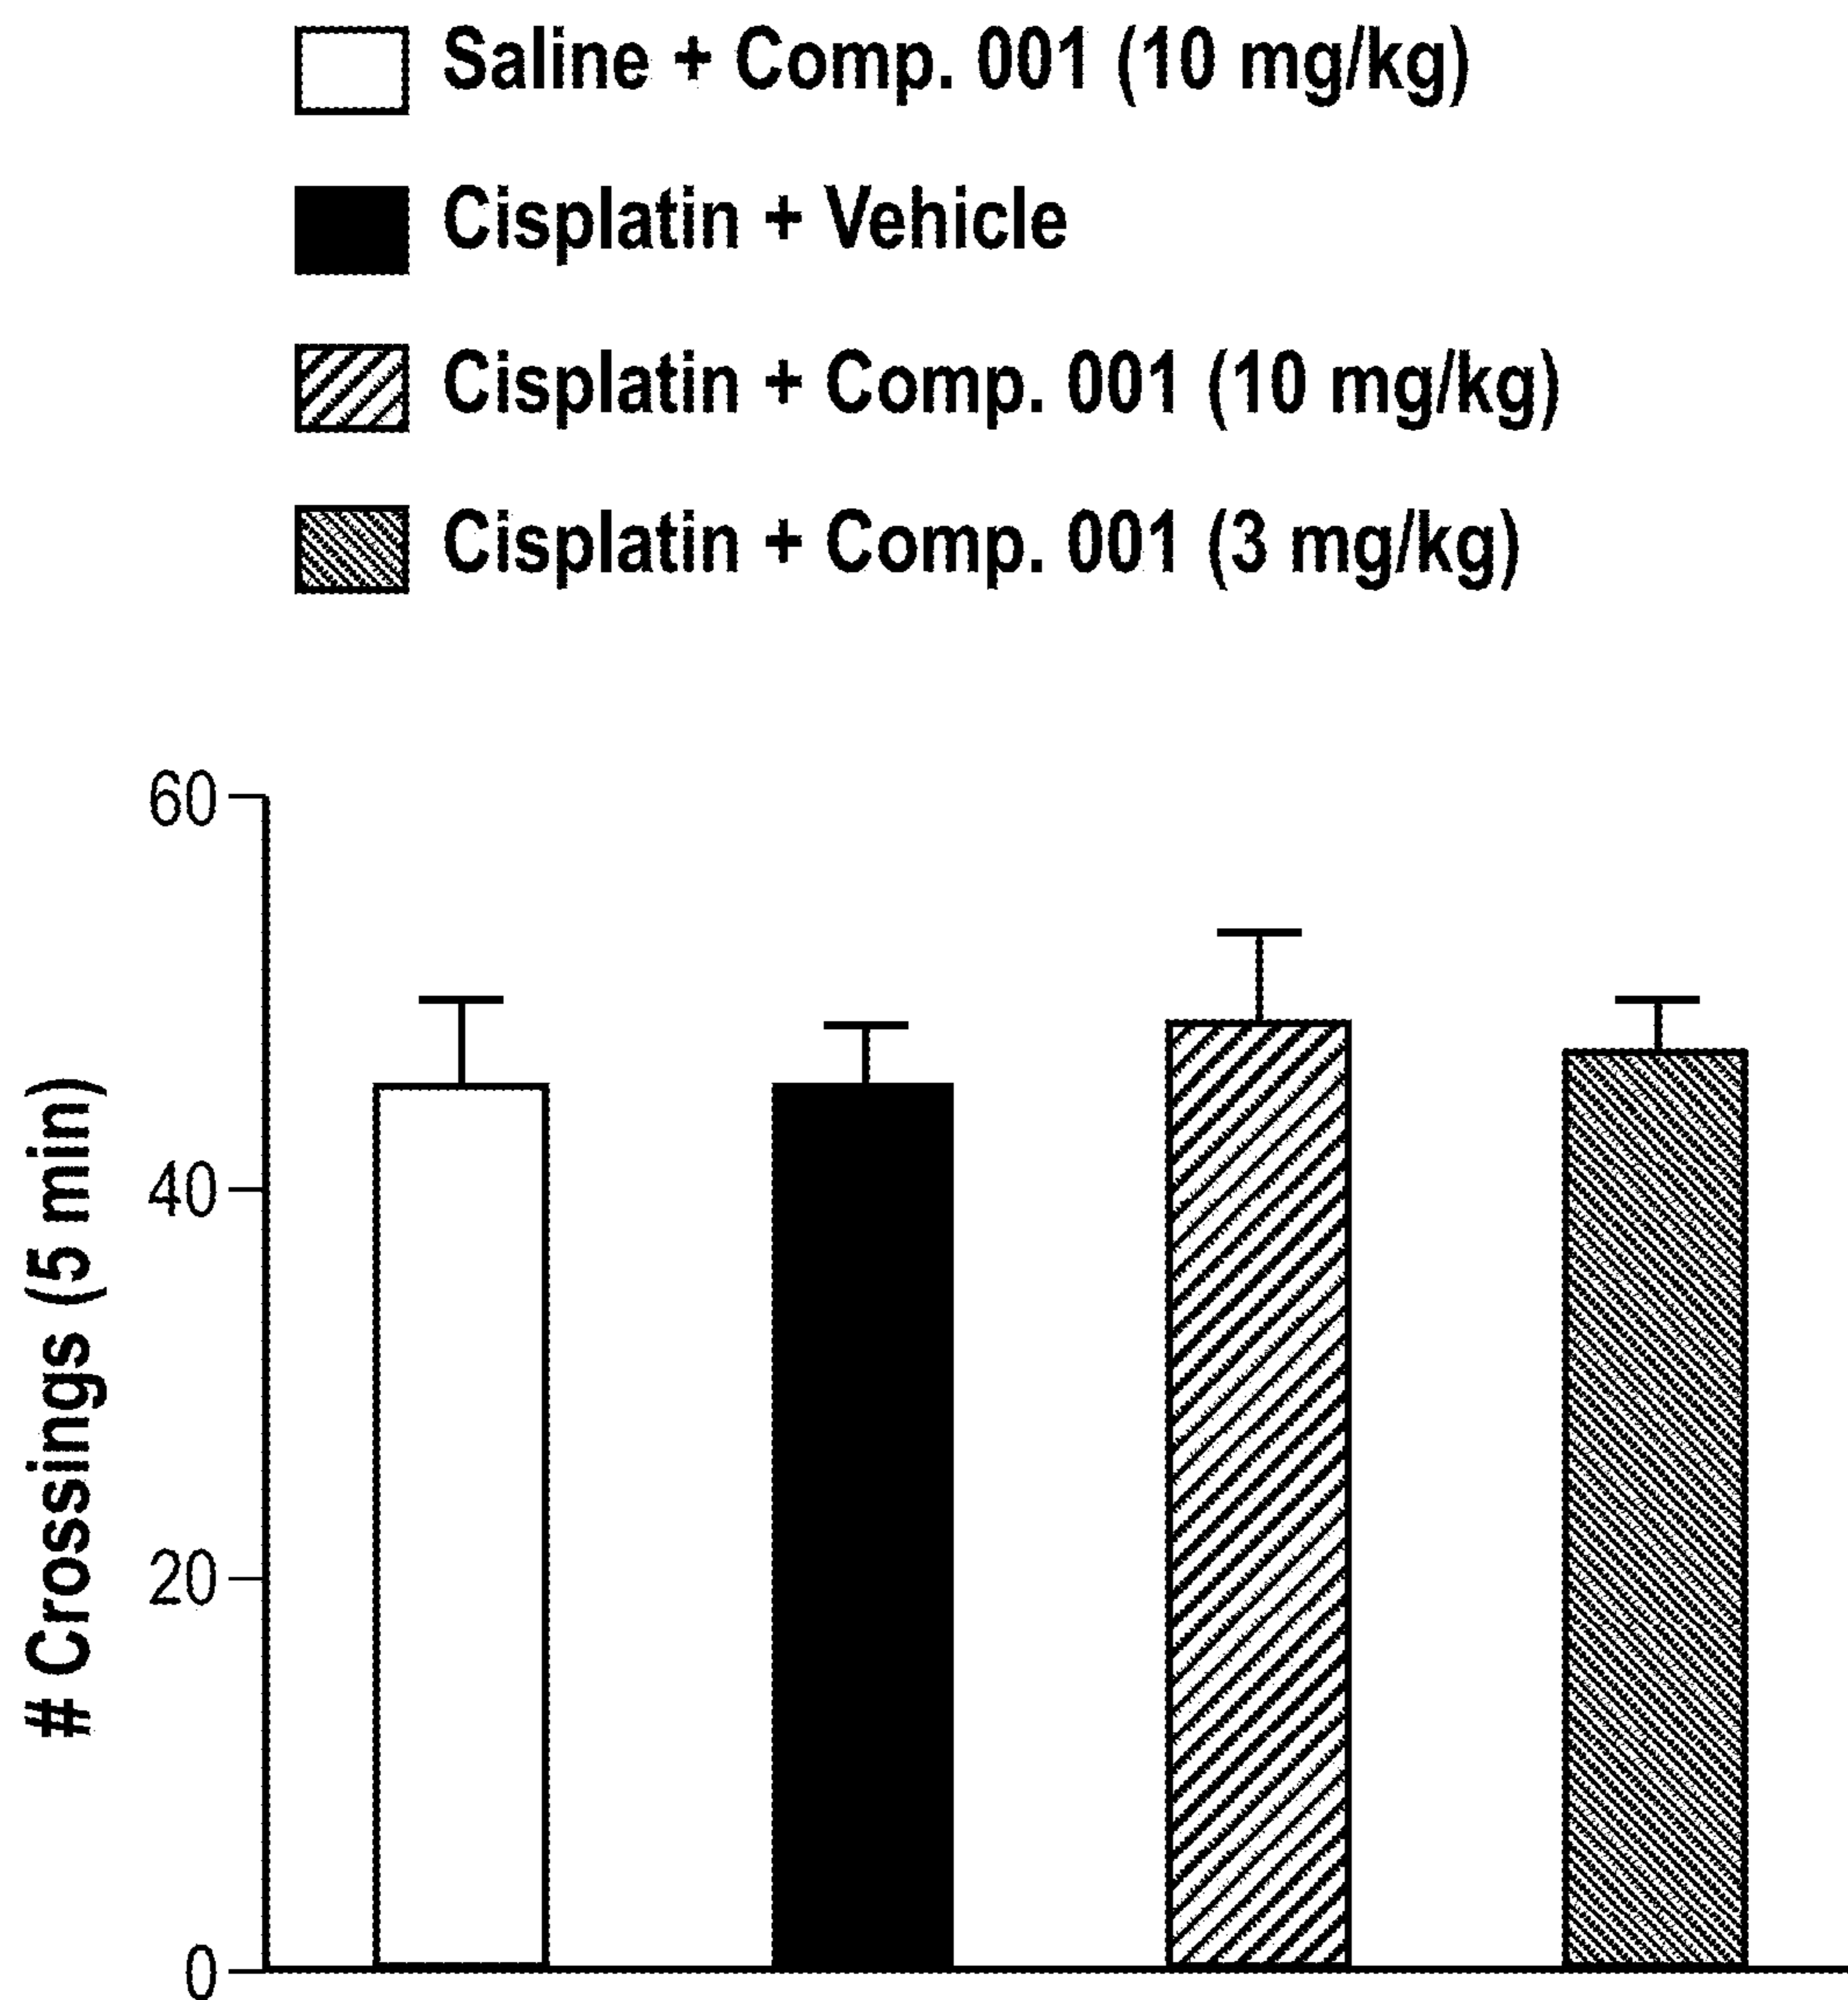 Saline + Comp. 001 (10 mg/kg)
Cisplatin + Vehicle
Cisplatin + Comp. 001 (10 mg/kg)
Cisplatin + Comp. 001 (3 mg/kg)
60
40
20
0
# Crossings (5 min)